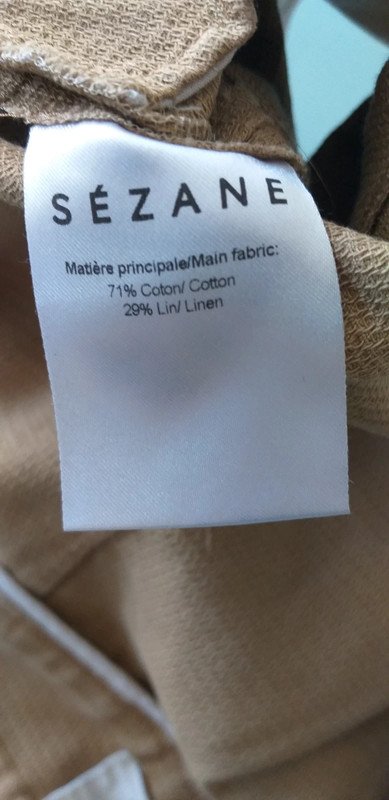 SÉZANE
Matière principale/Main fabric:
71% Coton/ Cotton
29% Lin/ Linen